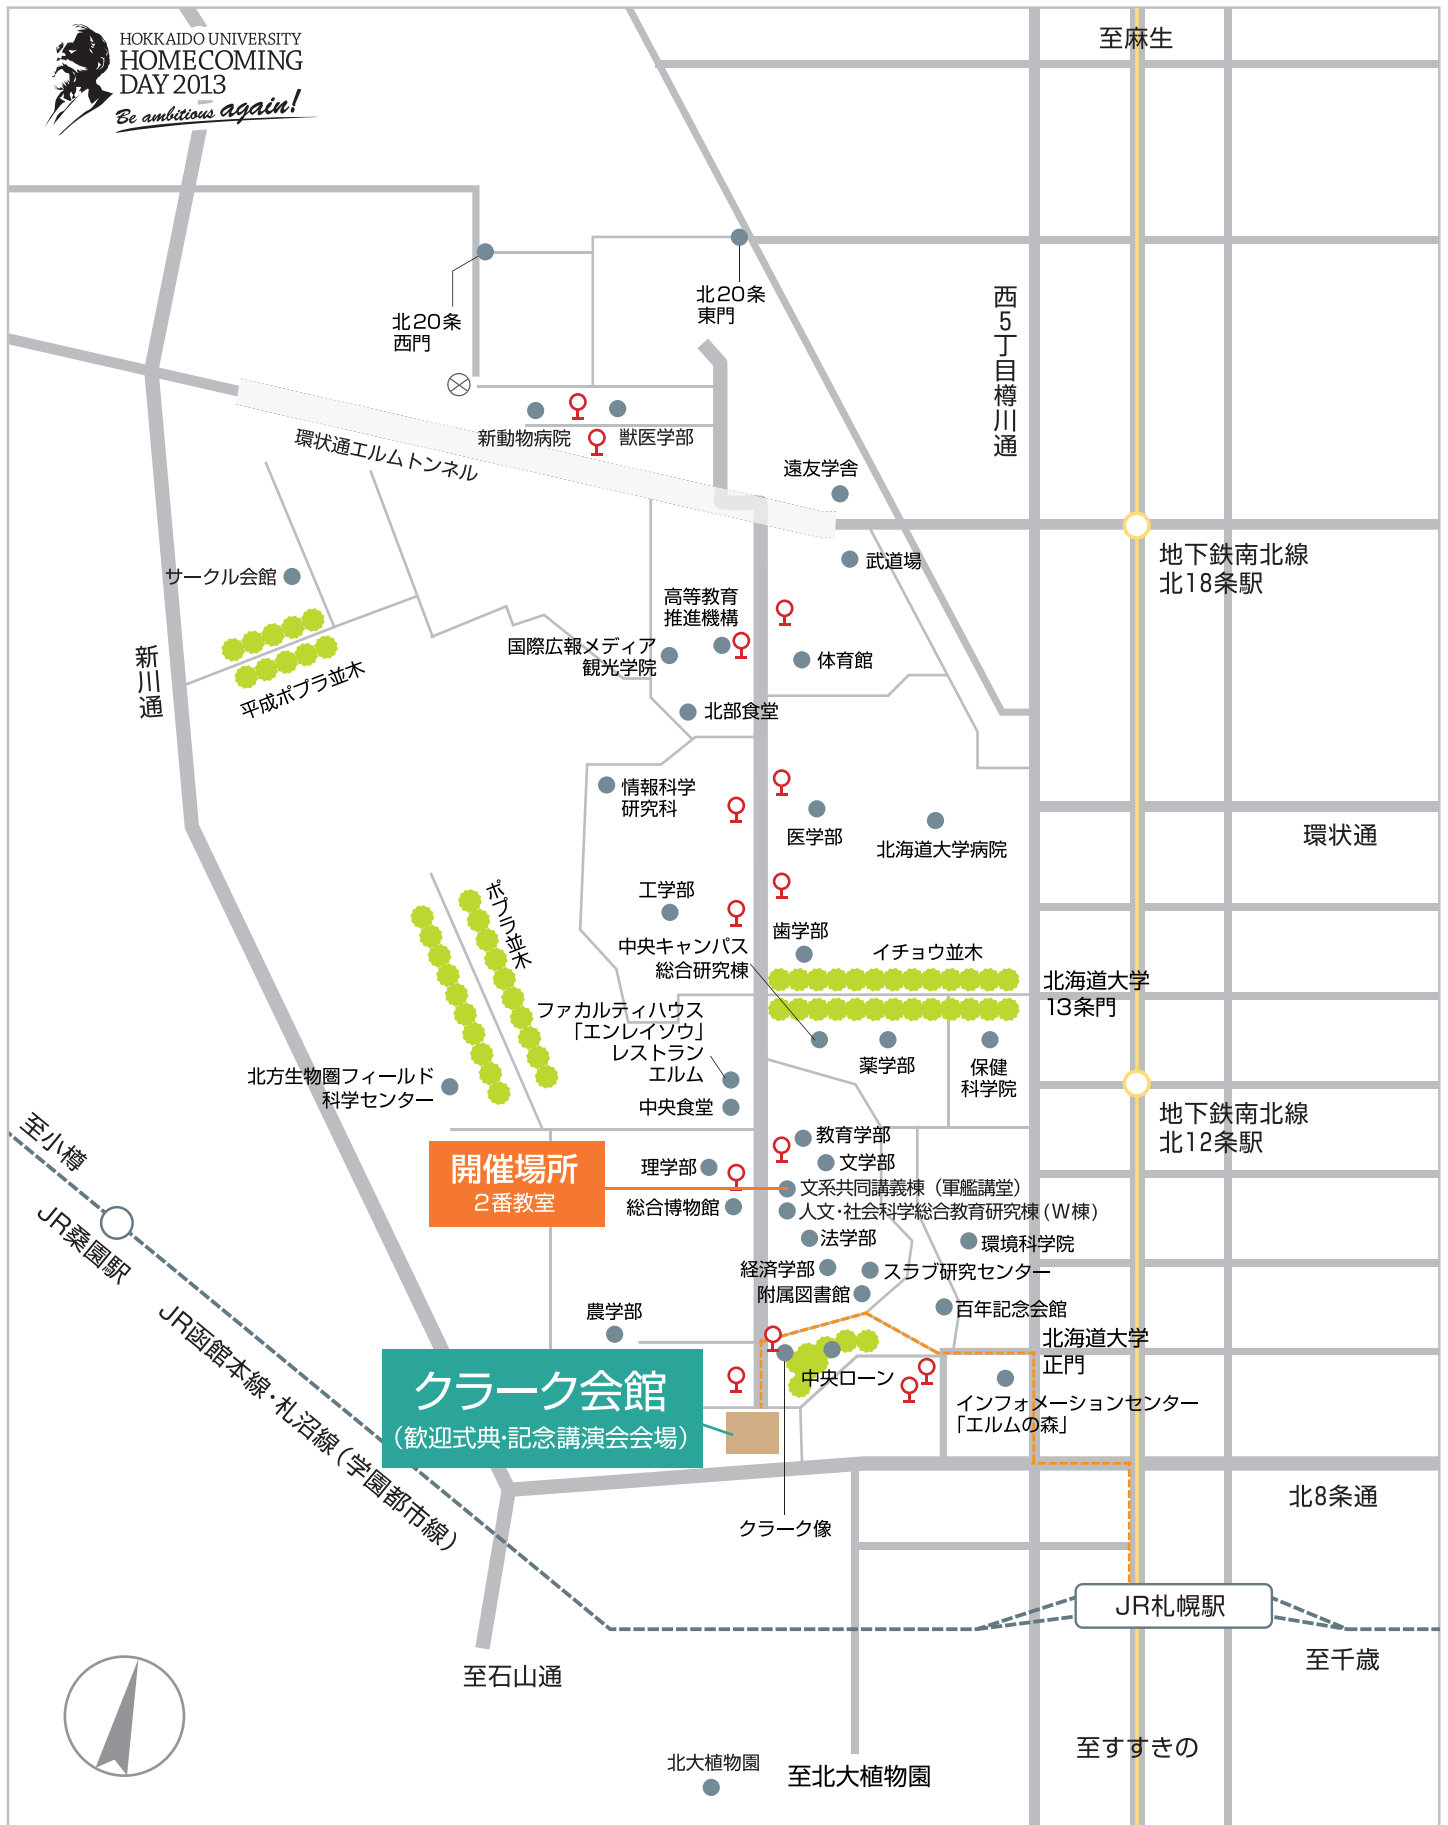 HOKKAIDO UNIVERSITY
HOMECOMING
DAY 2013
Be ambitious again!
至麻生
北20条
西門
北20条
東門
西5丁目樽川通
環状通エルムトンネル
新動物病院
獣医学部
遠友学舎
武道場
地下鉄南北線
北18条駅
サークル会館
高等教育
推進機構
国際広報メディア
観光学院
体育館
新川通
平成ポプラ並木
北部食堂
情報科学
研究科
医学部
北海道大学病院
環状通
工学部
ポプラ並木
歯学部
中央キャンパス
総合研究棟
イチョウ並木
北海道大学
13条門
ファカルティハウス
「エンレイソウ」
レストラン
エルム
薬学部
保健
科学院
北方生物圏フィールド
科学センター
中央食堂
地下鉄南北線
北12条駅
至小樽
教育学部
文学部
開催場所
2番教室
理学部
文系共同講義棟（軍艦講堂）
総合博物館
人文・社会科学総合教育研究棟(W棟)
JR桑園駅
法学部
環境科学院
経済学部
スラブ研究センター
附属図書館
百年記念会館
農学部
北海道大学
正門
JR函館本線・札沼線(学園都市線)
クラーク会館
（歓迎式典・記念講演会会場）
中央ローン
インフォメーションセンター
「エルムの森」
北8条通
クラーク像
JR札幌駅
至千歳
至石山通
至すすきの
北大植物園
至北大植物園